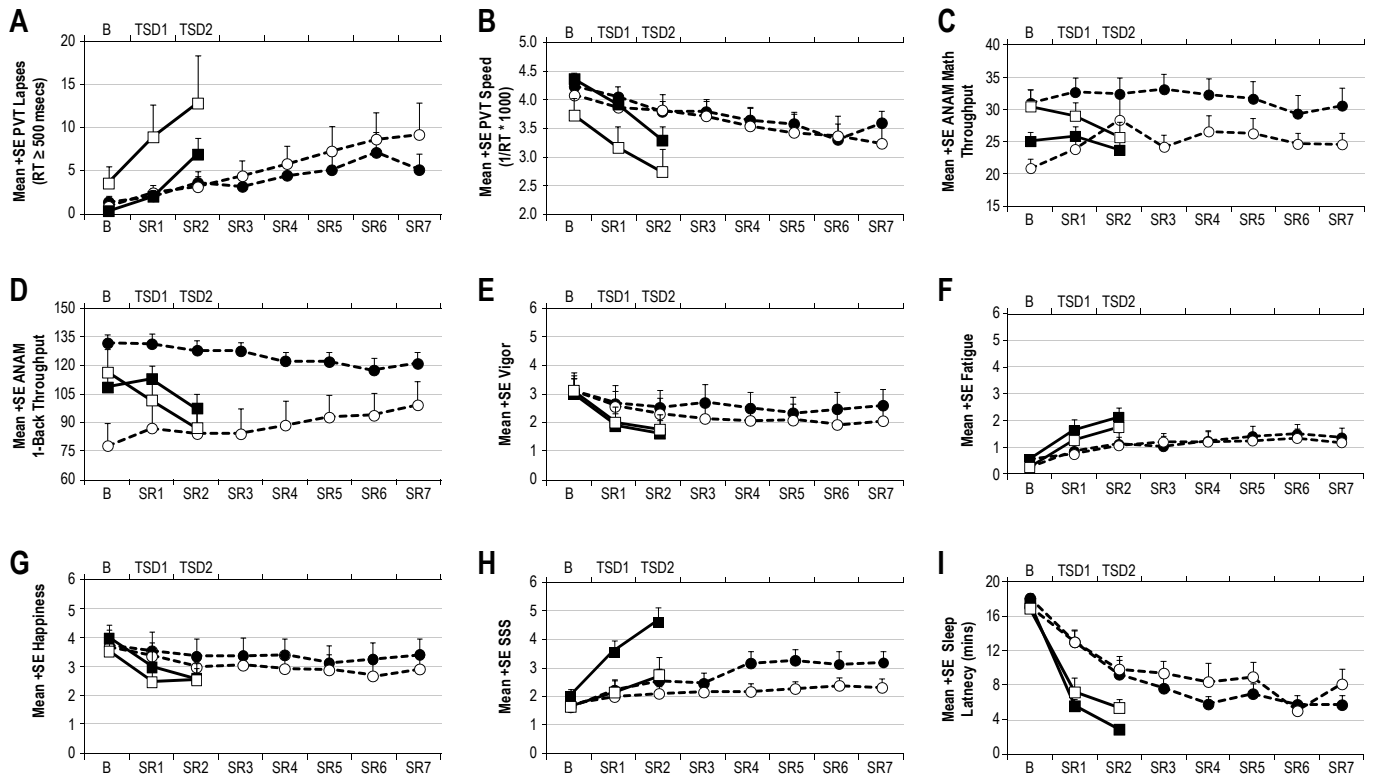 A
B TSD1 TSD2
Mean +SE PVT Lapses
(RT ≥ 500 msecs)
20
15
10
5
0
B SR1 SR2 SR3 SR4 SR5 SR6 SR7
B
B TSD1 TSD2
Mean +SE PVT Speed
(1/RT * 1000)
5.0
4.5
4.0
3.5
3.0
2.5
2.0
B SR1 SR2 SR3 SR4 SR5 SR6 SR7
C
B TSD1 TSD2
Mean +SE ANAM Math
Throughput
40
35
30
25
20
15
B SR1 SR2 SR3 SR4 SR5 SR6 SR7
D
B TSD1 TSD2
Mean +SE ANAM
1-Back Throughput
150
135
120
105
90
75
60
B SR1 SR2 SR3 SR4 SR5 SR6 SR7
E
B TSD1 TSD2
Mean +SE Vigor
6
5
4
3
2
1
0
B SR1 SR2 SR3 SR4 SR5 SR6 SR7
F
B TSD1 TSD2
Mean +SE Fatigue
6
5
4
3
2
1
0
B SR1 SR2 SR3 SR4 SR5 SR6 SR7
G
B TSD1 TSD2
Mean +SE Happiness
6
5
4
3
2
1
0
B SR1 SR2 SR3 SR4 SR5 SR6 SR7
H
B TSD1 TSD2
Mean +SE SSS
6
5
4
3
2
1
0
B SR1 SR2 SR3 SR4 SR5 SR6 SR7
I
B TSD1 TSD2
Mean +SE Sleep
Latnecy (mins)
20
16
12
8
4
0
B SR1 SR2 SR3 SR4 SR5 SR6 SR7